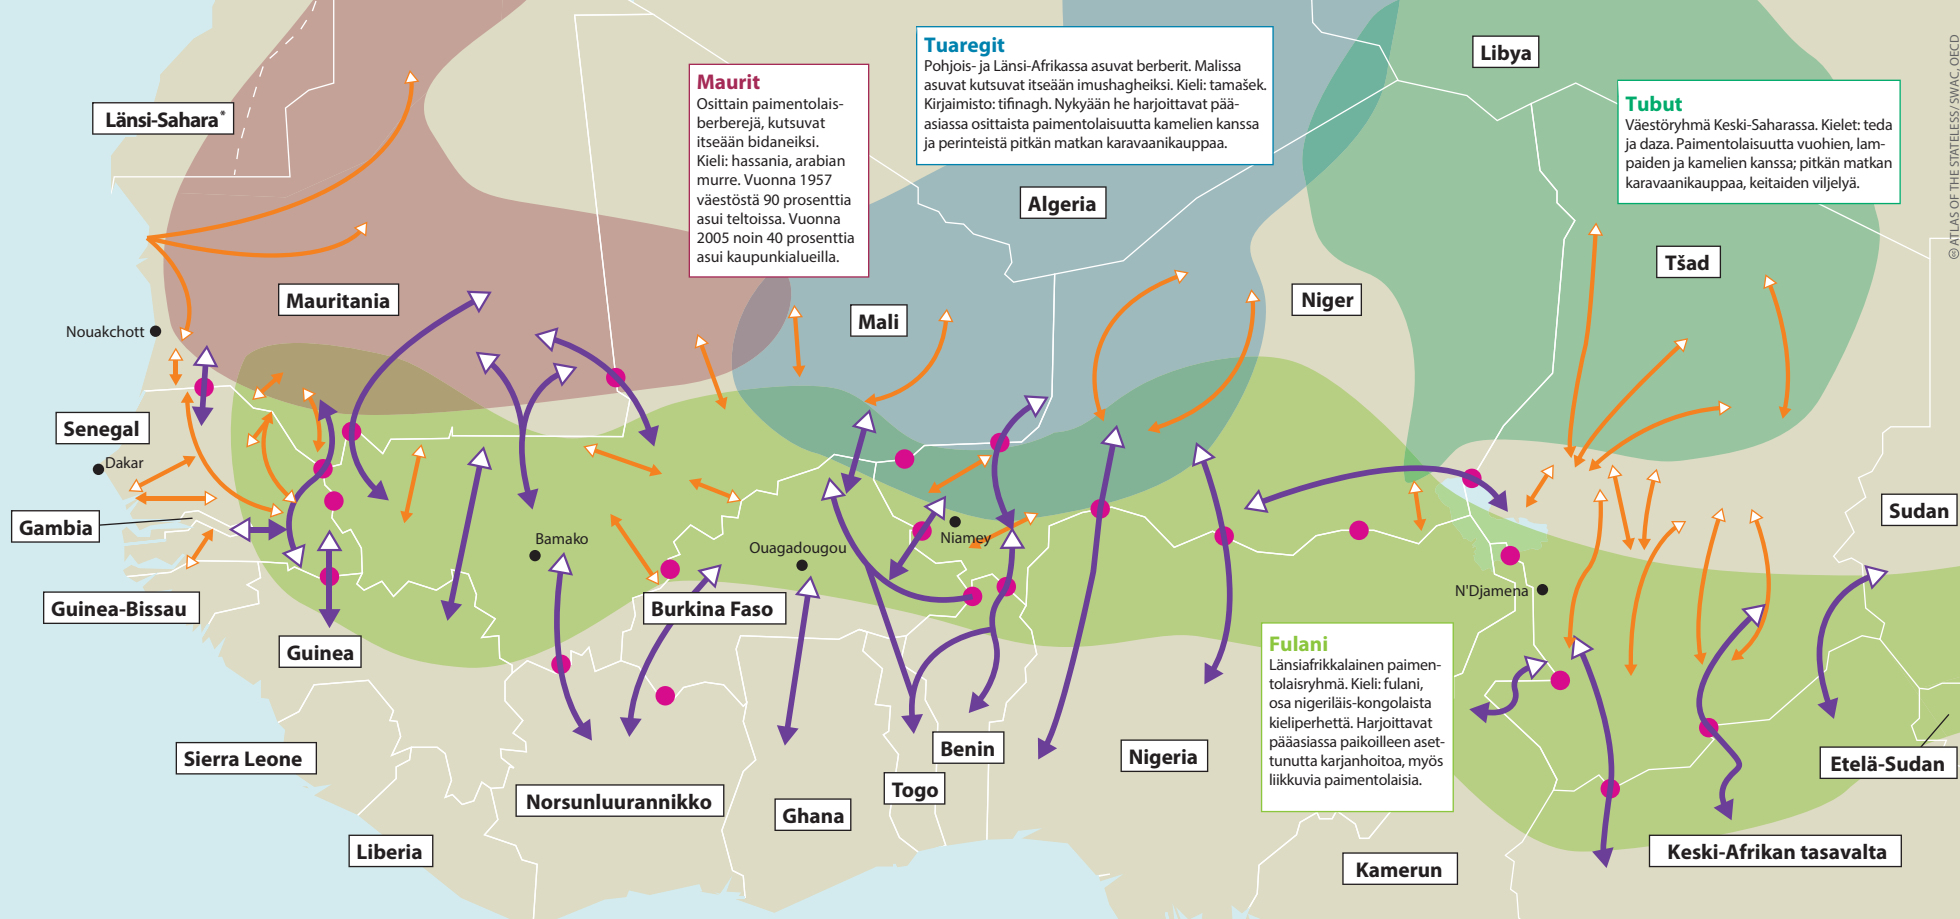 Länsi-Sahara*
Maurit
Osittain paimentolais-
berberejä, kutsuvat
itseään bidaneiksi.
Kieli: hassania, arabian
murre. Vuonna 1957
väestöstä 90 prosenttia
asui teltoissa. Vuonna
2005 noin 40 prosenttia
asui kaupunkialueilla.
Tuaregit
Pohjois- ja Länsi-Afrikassa asuvat berberit. Malissa
asuvat kutsuvat itseään imushagheiksi. Kieli: tamašek.
Kirjaimisto: tifinagh. Nykyään he harjoittavat pää-
asiassa osittaista paimentolaisuutta kamelien kanssa
ja perinteistä pitkän matkan karavaanikauppaa.
Libya
Tubut
Väestöryhmä Keski-Saharassa. Kielet: teda
ja daza. Paimentolaisuutta vuohien, lam-
paiden ja kamelien kanssa; pitkän matkan
karavaanikauppaa, keitaiden viljelyä.
© ATLAS OF THE STATELESS/ SWAC, OECD
Algeria
Tšad
Mauritania
Niger
Mali
Nouakchott
Senegal
Dakar
Gambia
Sudan
Bamako
Ouagadougou
Niamey
N'Djamena
Guinea-Bissau
Burkina Faso
Guinea
Fulani
Länsiafrikkalainen paimen-
tolaisryhmä. Kieli: fulani,
osa nigeriläis-kongolaista
kieliperhettä. Harjoittavat
pääasiassa paikoilleen aset-
tunutta karjanhoitoa, myös
liikkuvia paimentolaisia.
Sierra Leone
Benin
Nigeria
Etelä-Sudan
Norsunluurannikko
Togo
Ghana
Liberia
Kamerun
Keski-Afrikan tasavalta